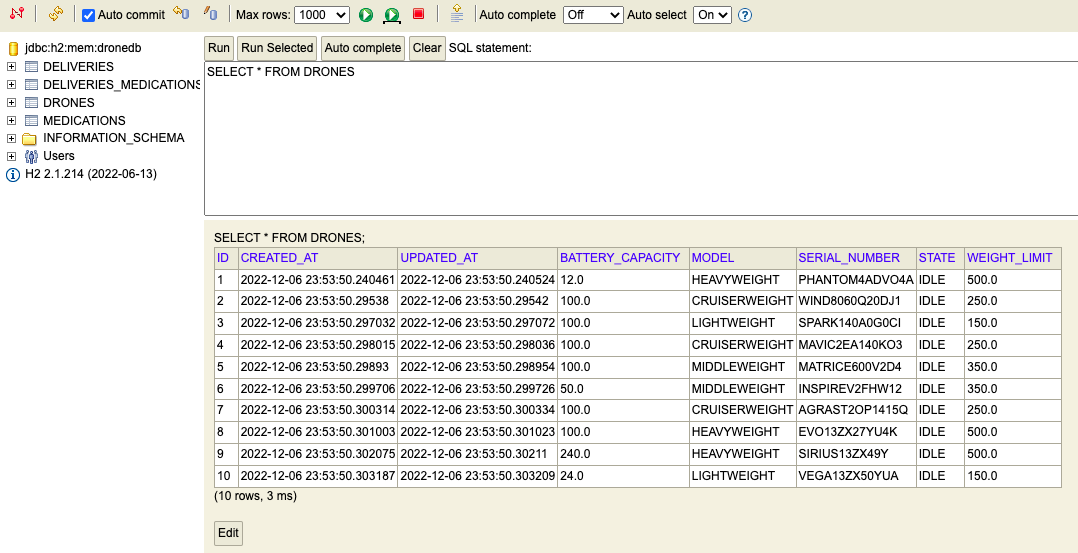 Auto commit Max rows: 1000 Auto complete Off Auto select On ?
jdbc:h2:mem:dronedb
DELIVERIES
DELIVERIES_MEDICATIONS
DRONES
MEDICATIONS
INFORMATION_SCHEMA
Users
H2 2.1.214 (2022-06-13)
Run Run Selected Auto complete Clear SQL statement:
SELECT * FROM DRONES
SELECT * FROM DRONES;
ID CREATED_AT UPDATED_AT BATTERY_CAPACITY MODEL SERIAL_NUMBER STATE WEIGHT_LIMIT
1 2022-12-06 23:53:50.240461 2022-12-06 23:53:50.240524 12.0 HEAVYWEIGHT PHANTOM4ADVO4A IDLE 500.0
2 2022-12-06 23:53:50.29538 2022-12-06 23:53:50.29542 100.0 CRUISERWEIGHT WIND8060Q20DJ1 IDLE 250.0
3 2022-12-06 23:53:50.297032 2022-12-06 23:53:50.297072 100.0 LIGHTWEIGHT SPARK140A0G0CI IDLE 150.0
4 2022-12-06 23:53:50.298015 2022-12-06 23:53:50.298036 100.0 CRUISERWEIGHT MAVIC2EA140KO3 IDLE 250.0
5 2022-12-06 23:53:50.29893 2022-12-06 23:53:50.298954 100.0 MIDDLEWEIGHT MATRICE600V2D4 IDLE 350.0
6 2022-12-06 23:53:50.299706 2022-12-06 23:53:50.299726 50.0 MIDDLEWEIGHT INSPIREV2FHW12 IDLE 350.0
7 2022-12-06 23:53:50.300314 2022-12-06 23:53:50.300334 100.0 CRUISERWEIGHT AGRAST2OP1415Q IDLE 250.0
8 2022-12-06 23:53:50.301003 2022-12-06 23:53:50.301023 100.0 HEAVYWEIGHT EVO13ZX27YU4K IDLE 500.0
9 2022-12-06 23:53:50.302075 2022-12-06 23:53:50.30211 240.0 HEAVYWEIGHT SIRIUS13ZX49Y IDLE 500.0
10 2022-12-06 23:53:50.303187 2022-12-06 23:53:50.303209 24.0 LIGHTWEIGHT VEGA13ZX50YUA IDLE 150.0
(10 rows, 3 ms)
Edit